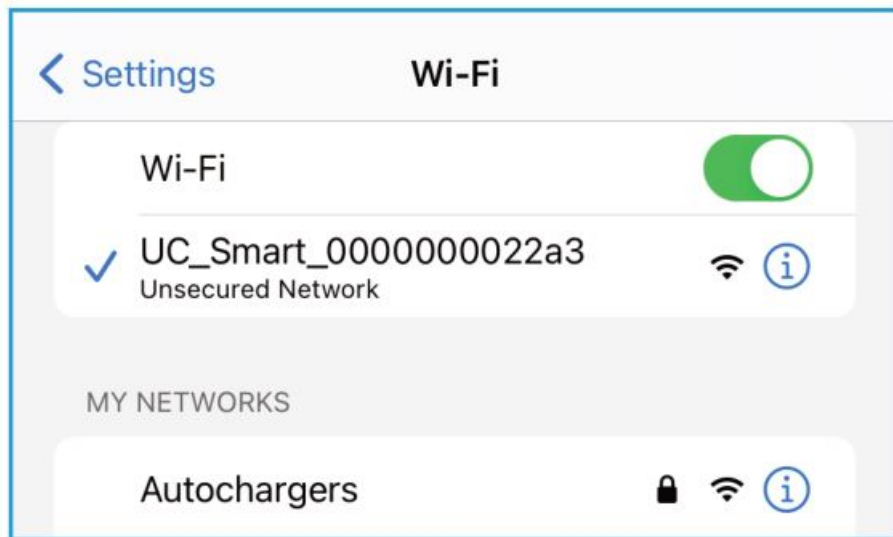 Settings
Wi-Fi
Wi-Fi
UC_Smart_0000000022a3
Unsecured Network
MY NETWORKS
Autochargers